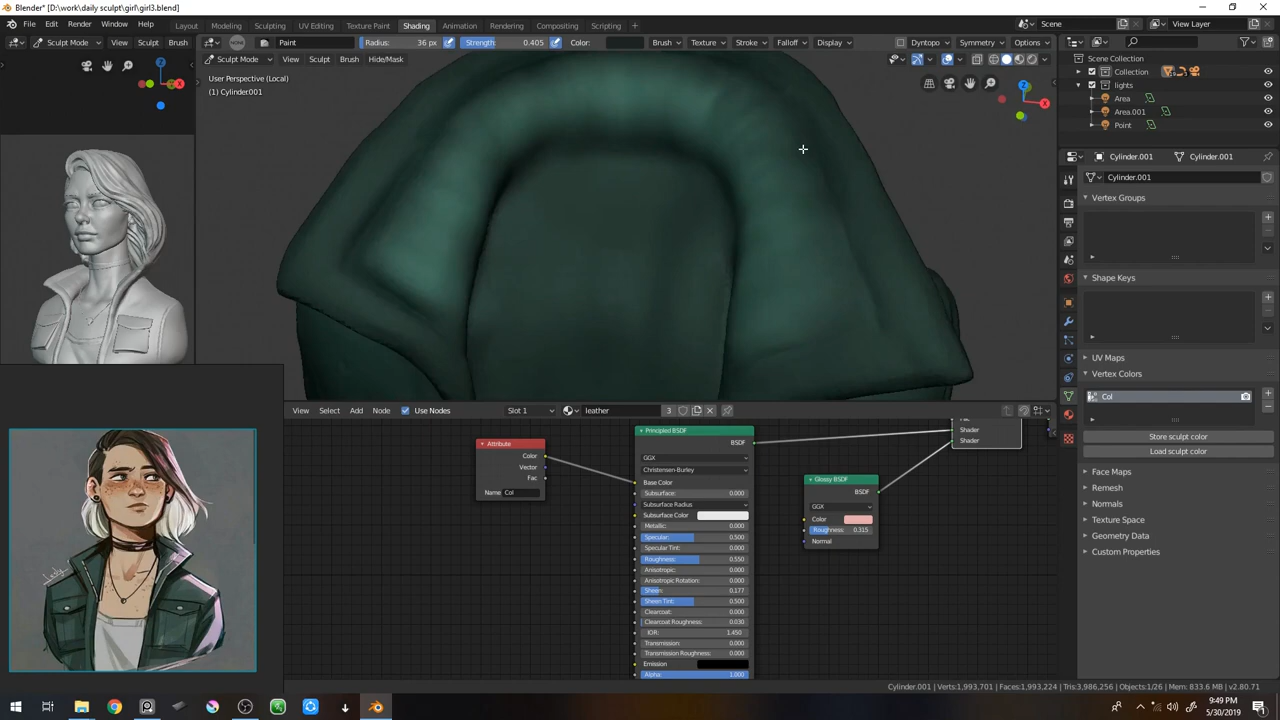 Blender* [D:\work\daily sculpt\girl\girl3.blend]
File Edit Render Window Help Layout Modeling Sculpting UV Editing Texture Paint Shading Animation Rendering Compositing Scripting + Scene View Layer
Sculpt Mode View Sculpt Brush Paint Radius: 36 px Strength: 0.405 Color: Brush Texture Stroke Falloff Display Dyntopo Symmetry Options
Sculpt Mode View Sculpt Brush Hide/Mask
User Perspective (Local)
(1) Cylinder001
Scene Collection
Collection
lights
Area
Area.001
Point
Cylinder.001 Cylinder.001
Cylinder.001
Vertex Groups
Shape Keys
UV Maps
Vertex Colors
Col
Store sculpt color
Load sculpt color
Face Maps
Remesh
Normals
Texture Space
Geometry Data
Custom Properties
View Select Add Node Use Nodes Slot 1 leather 3
Attribute
Color
Vector
Fac
Name Col
Principled BSDF
BSDF
GGX
Christensen-Burley
Base Color
Subsurface: 0.000
Subsurface Radius
Subsurface Color
Metallic: 0.000
Specular: 0.500
Specular Tint: 0.000
Roughness: 0.550
Anisotropic: 0.000
Anisotropic Rotation: 0.000
Sheen: 0.177
Sheen Tint: 0.500
Clearcoat: 0.000
Clearcoat Roughness: 0.030
IOR: 1.450
Transmission: 0.000
Transmission Roughness: 0.000
Emission
Alpha: 1.000
Glossy BSDF
BSDF
GGX
Color
Roughness: 0.315
Normal
Shader
Shader
Cylinder.001 | Verts:1,993,701 | Faces:1,993,224 | Tris:3,986,256 | Objects:1/26 | Mem: 833.6 MB | v2.80.71
9:49 PM
5/30/2019